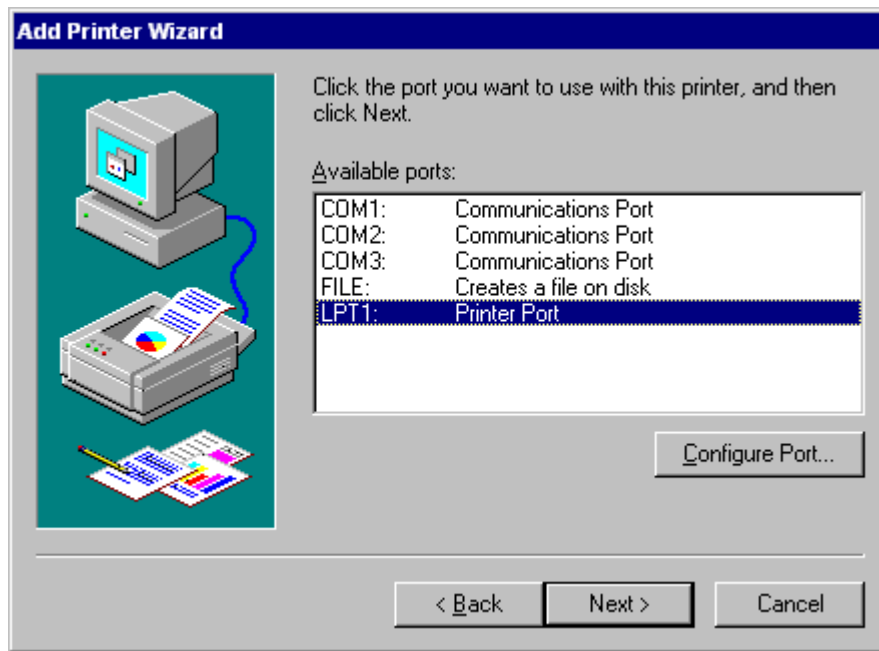 Add Printer Wizard
Click the port you want to use with this printer, and then
click Next.
Available ports:
COM1: Communications Port
COM2: Communications Port
COM3: Communications Port
FILE: Creates a file on disk
LPT1: Printer Port
Configure Port...
< Back Next > Cancel